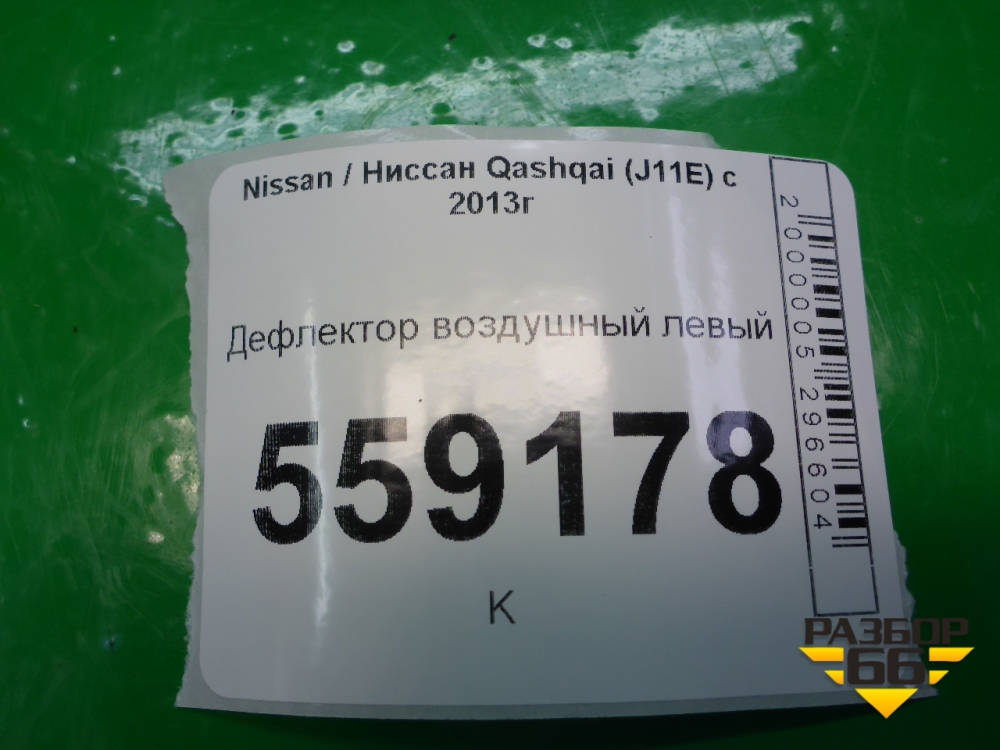 Nissan / Ниссан Qashqai (J11E) с
2013г
Дефлектор воздушный левый
559178
К
2000005296604
РАЗБОР
66